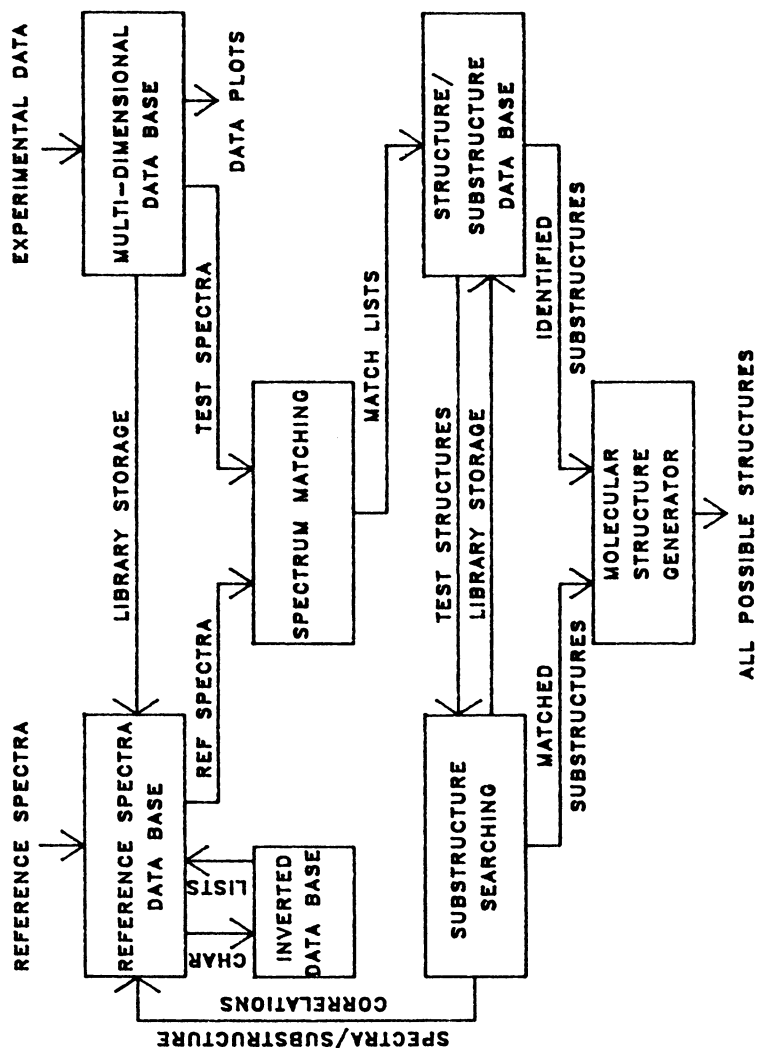 REFERENCE SPECTRA
EXPERIMENTAL DATA
REFERENCE SPECTRA
DATA BASE
LIBRARY STORAGE
MULTI-DIMENSIONAL
DATA BASE
CHAR
LISTS
REF SPECTRA
TEST SPECTRA
DATA PLOTS
INVERTED
DATA BASE
SPECTRUM MATCHING
SPECTRA/SUBSTRUCTURE
CORRELATIONS
MATCH LISTS
SUBSTRUCTURE
SEARCHING
TEST STRUCTURES
LIBRARY STORAGE
STRUCTURE/
SUBSTRUCTURE
DATA BASE
MATCHED
SUBSTRUCTURES
IDENTIFIED
SUBSTRUCTURES
MOLECULAR
STRUCTURE
GENERATOR
ALL POSSIBLE STRUCTURES